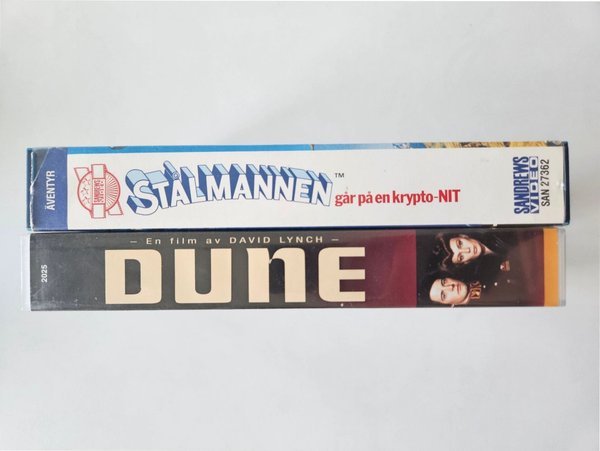 ÄVENTYR
STÅLMANNEN™
går på en krypto-NIT
SANDREWS
VIDEO
SAN 27362
2025
– En film av DAVID LYNCH –
DUNE